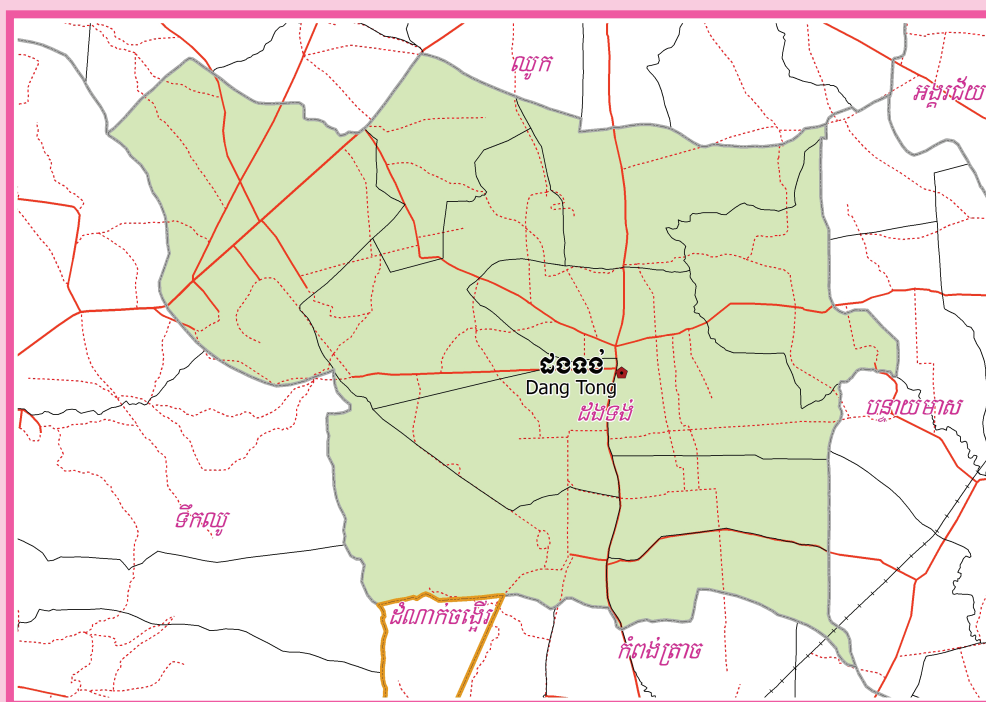 ឈូក
អង្គរជ័យ
ដងទង់
Dang Tong
ដងទង់
បន្ទាយមាស
ទឹកឈូ
ដំណាក់ចង្អើរ
កំពង់ត្រាច